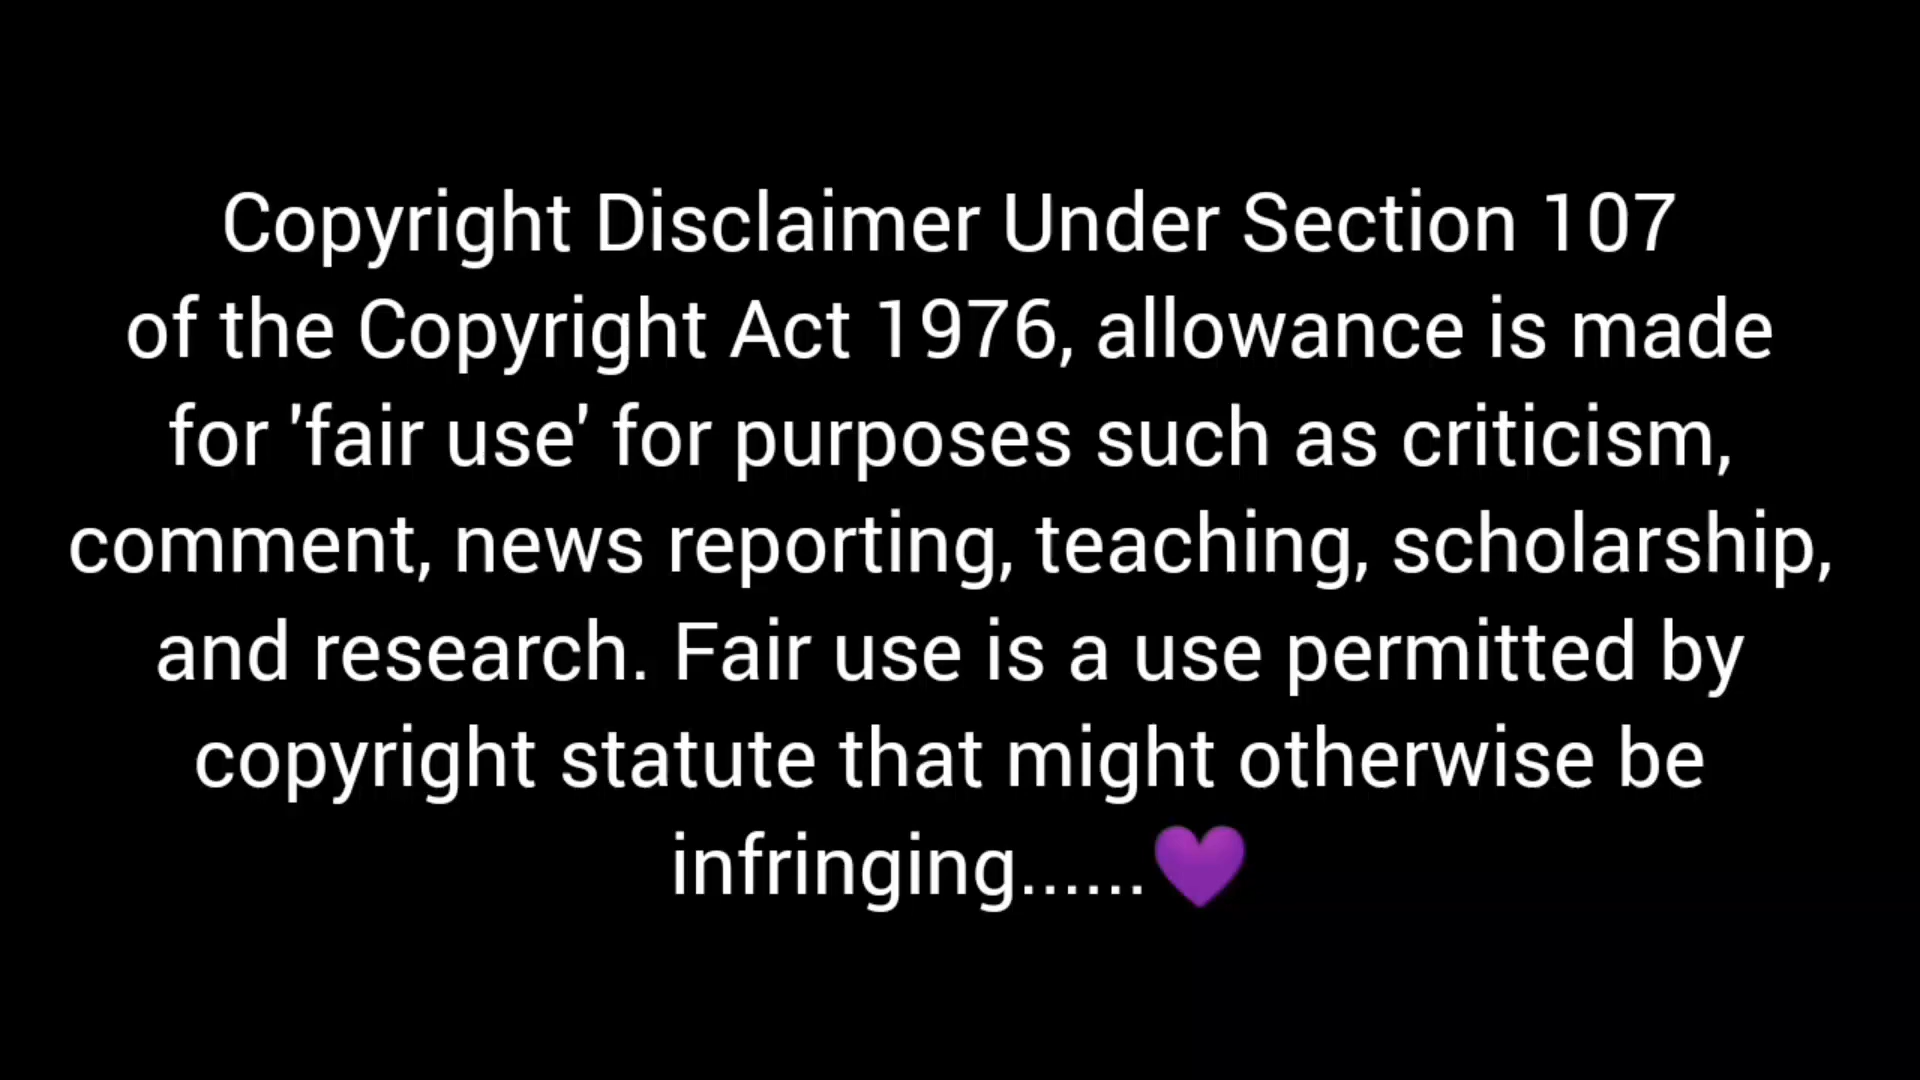 Copyright Disclaimer Under Section 107
of the Copyright Act 1976, allowance is made
for 'fair use' for purposes such as criticism,
comment, news reporting, teaching, scholarship,
and research. Fair use is a use permitted by
copyright statute that might otherwise be
infringing......💜